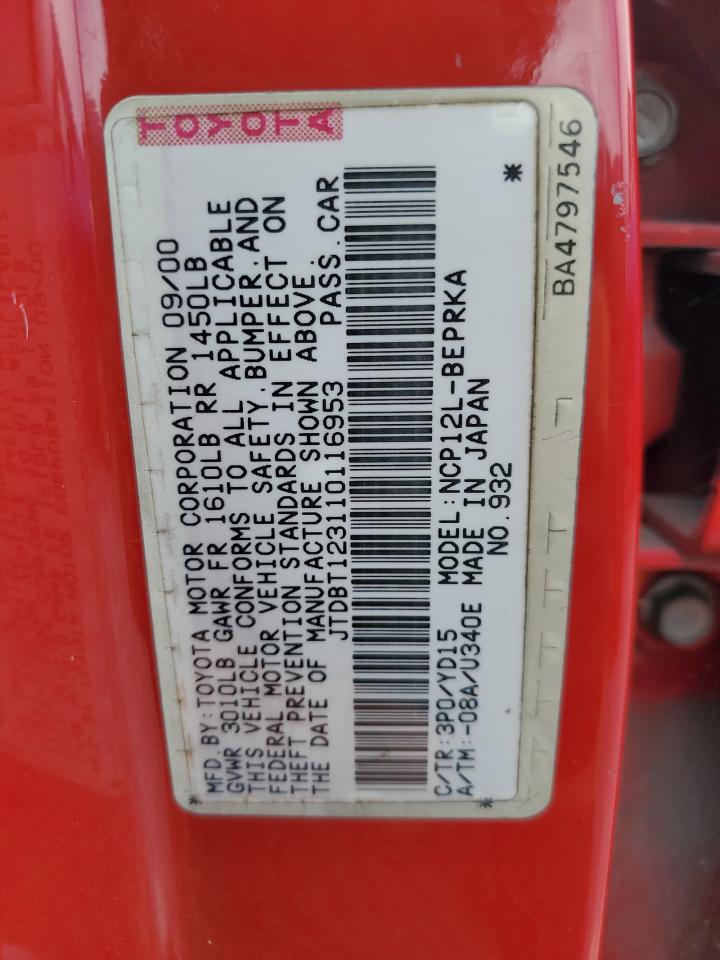 TOYOTA
MFD. BY: TOYOTA MOTOR CORPORATION 09/00
GVWR 3010LB GAWR FR 1610LB RR 1450LB
THIS VEHICLE CONFORMS TO ALL APPLICABLE
FEDERAL MOTOR VEHICLE SAFETY, BUMPER, AND
THEFT PREVENTION STANDARDS IN EFFECT ON
THE DATE OF MANUFACTURE SHOWN ABOVE.
JTDBT123110116953 PASS. CAR
C/TR: 3P0/YD15 MODEL: NCP12L-BEPRKA
A/TM: -08A/U340E MADE IN JAPAN
NO. 932
BA4797546